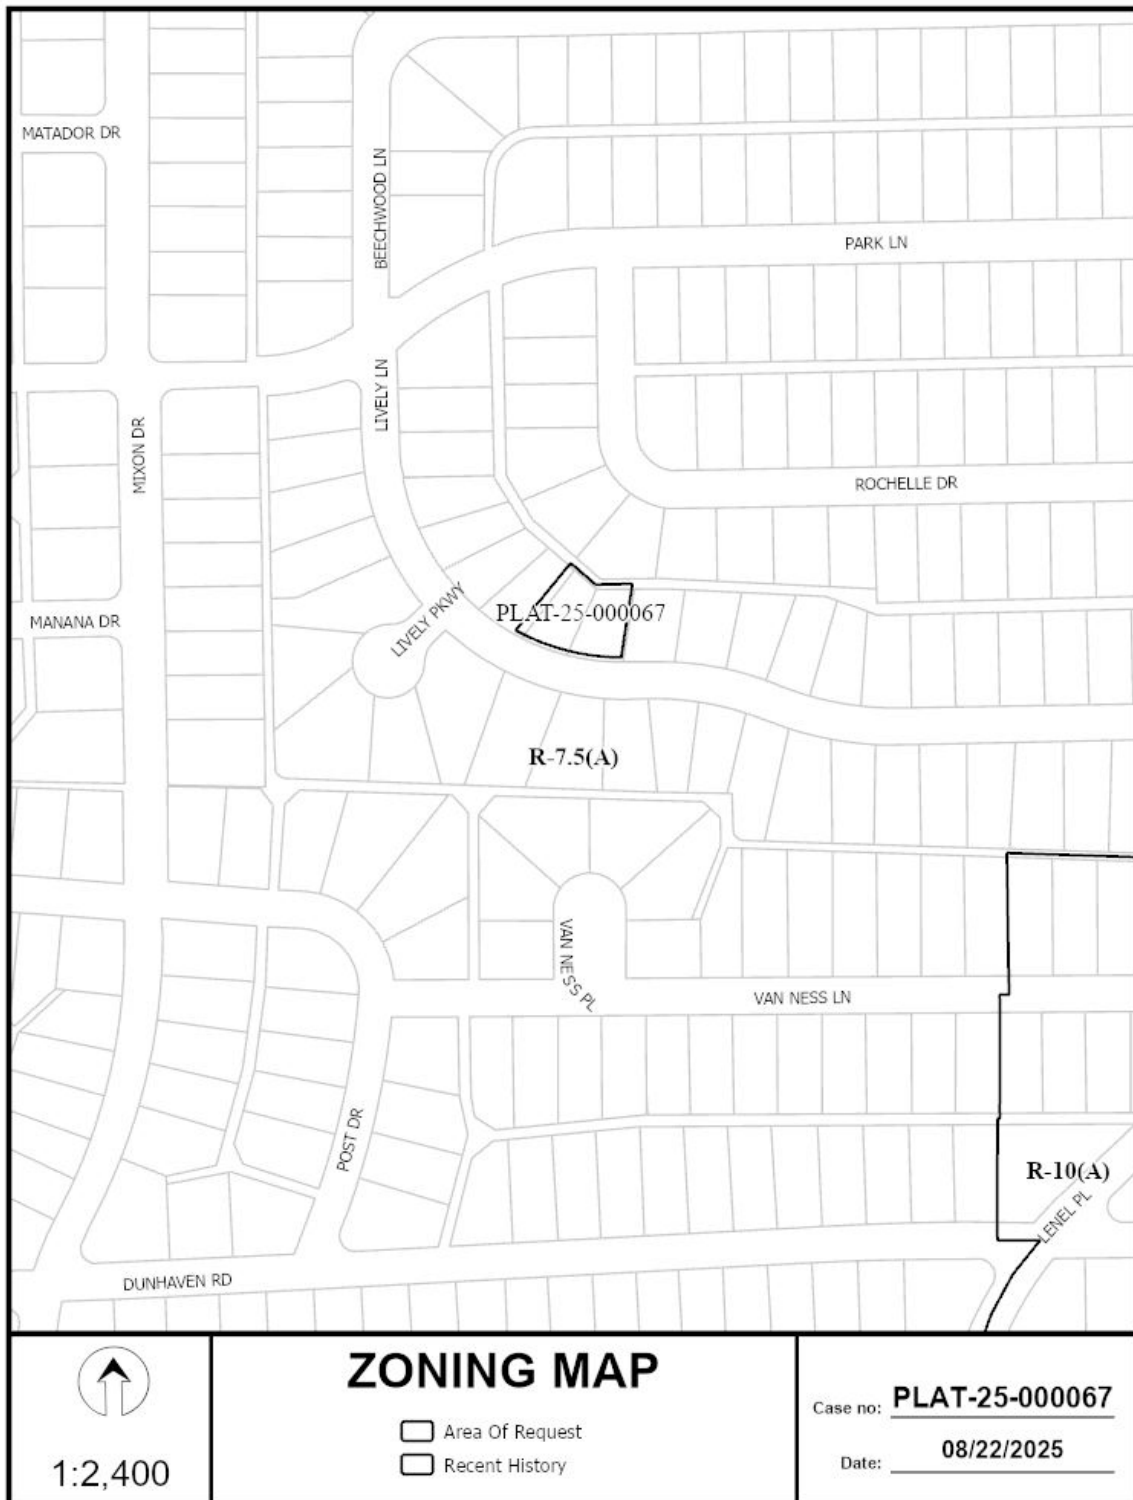 MATADOR DR
BEECHWOOD LN
PARK LN
LIVELY LN
MIXON DR
ROCHELLE DR
LIVELY PKWY
PLAT-25-000067
MANANA DR
R-7.5(A)
VAN NESS PL
VAN NESS LN
POST DR
R-10(A)
LENEL PL
DUNHAVEN RD
1:2,400
ZONING MAP
Area Of Request
Recent History
Case no: PLAT-25-000067
Date: 08/22/2025